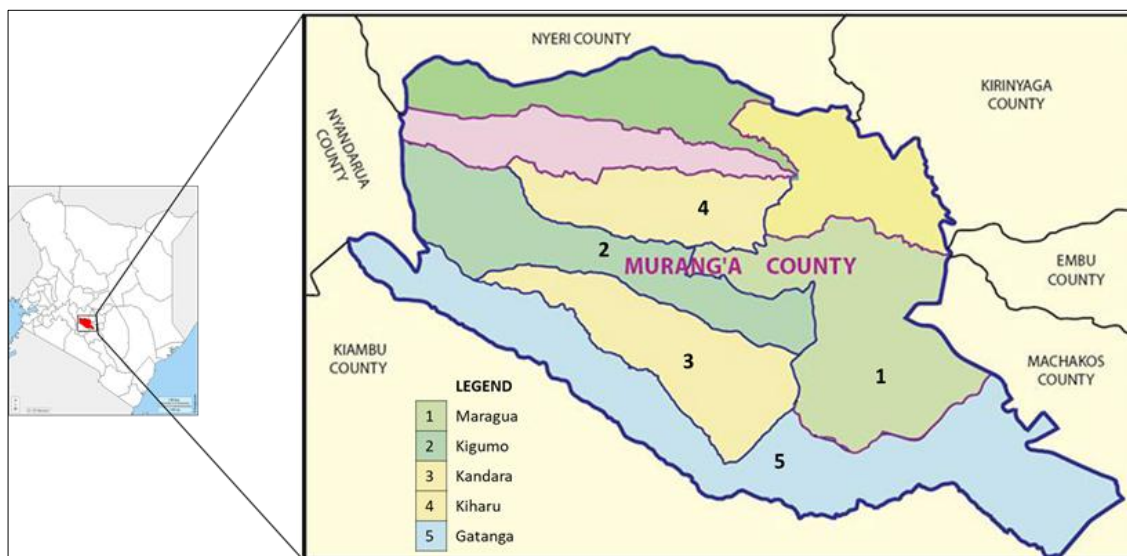 NYERI COUNTY
KIRINYAGA
COUNTY
NYANDARUA
COUNTY
4
2
MURANG'A COUNTY
EMBU
COUNTY
KIAMBU
COUNTY
3
1
MACHAKOS
COUNTY
5
LEGEND
1 Maragua
2 Kigumo
3 Kandara
4 Kiharu
5 Gatanga